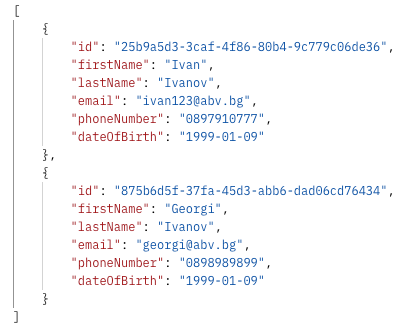 [
{
"id": "25b9a5d3-3caf-4f86-80b4-9c779c06de36",
"firstName": "Ivan",
"lastName": "Ivanov",
"email": "ivan123@abv.bg",
"phoneNumber": "0897910777",
"dateOfBirth": "1999-01-09"
},
{
"id": "875b6d5f-37fa-45d3-abb6-dad06cd76434",
"firstName": "Georgi",
"lastName": "Ivanov",
"email": "georgi@abv.bg",
"phoneNumber": "0898989899",
"dateOfBirth": "1999-01-09"
}
]